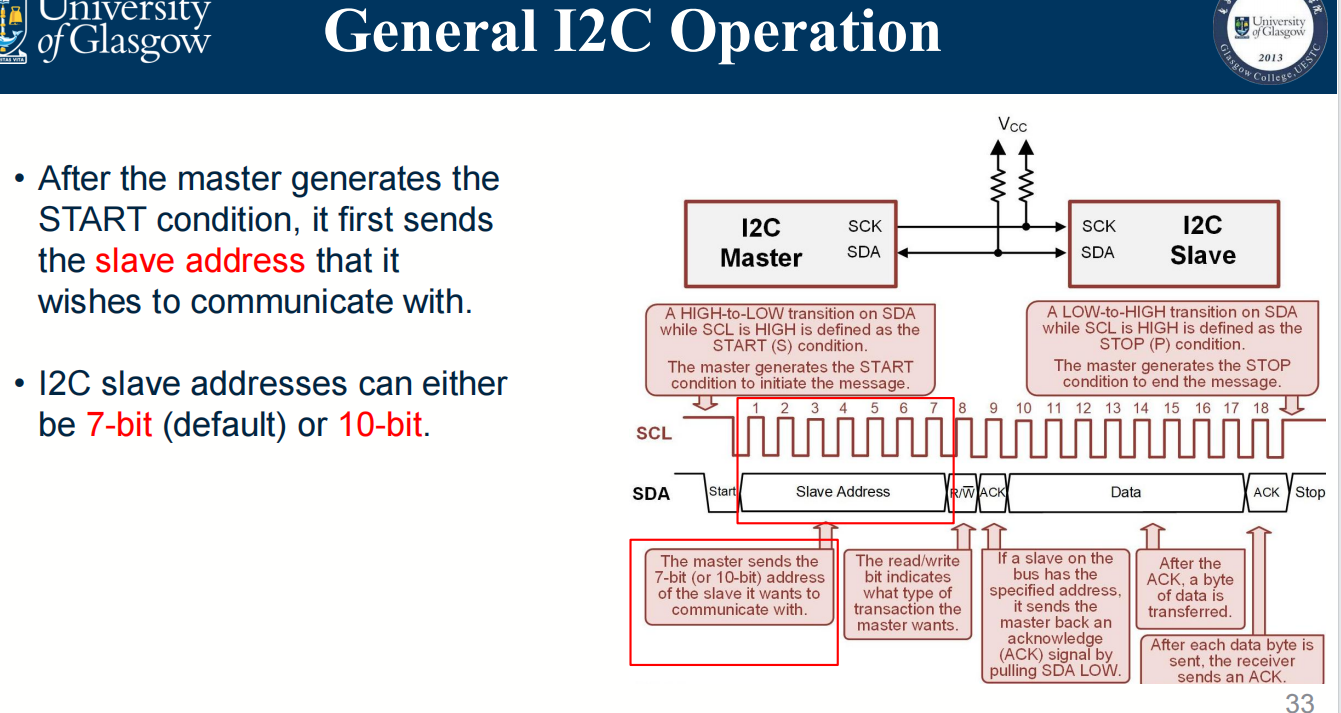 University
of Glasgow
General I2C Operation
University
of Glasgow
2013
Glasgow College, UESTC
• After the master generates the
START condition, it first sends
the slave address that it
wishes to communicate with.
• I2C slave addresses can either
be 7-bit (default) or 10-bit.
VCC
I2C
Master
SCK
SDA
SCK
SDA
I2C
Slave
A HIGH-to-LOW transition on SDA
while SCL is HIGH is defined as the
START (S) condition.
The master generates the START
condition to initiate the message.
A LOW-to-HIGH transition on SDA
while SCL is HIGH is defined as the
STOP (P) condition.
The master generates the STOP
condition to end the message.
1 2 3 4 5 6 7 8 9 10 11 12 13 14 15 16 17 18
SCL
SDA
Start Slave Address R/W̅ ACK Data ACK Stop
The master sends the
7-bit (or 10-bit) address
of the slave it wants to
communicate with.
The read/write
bit indicates
what type of
transaction the
master wants.
If a slave on the
bus has the
specified address,
it sends the
master back an
acknowledge
(ACK) signal by
pulling SDA LOW.
After the
ACK, a byte
of data is
transferred.
After each data byte is
sent, the receiver
sends an ACK.
33